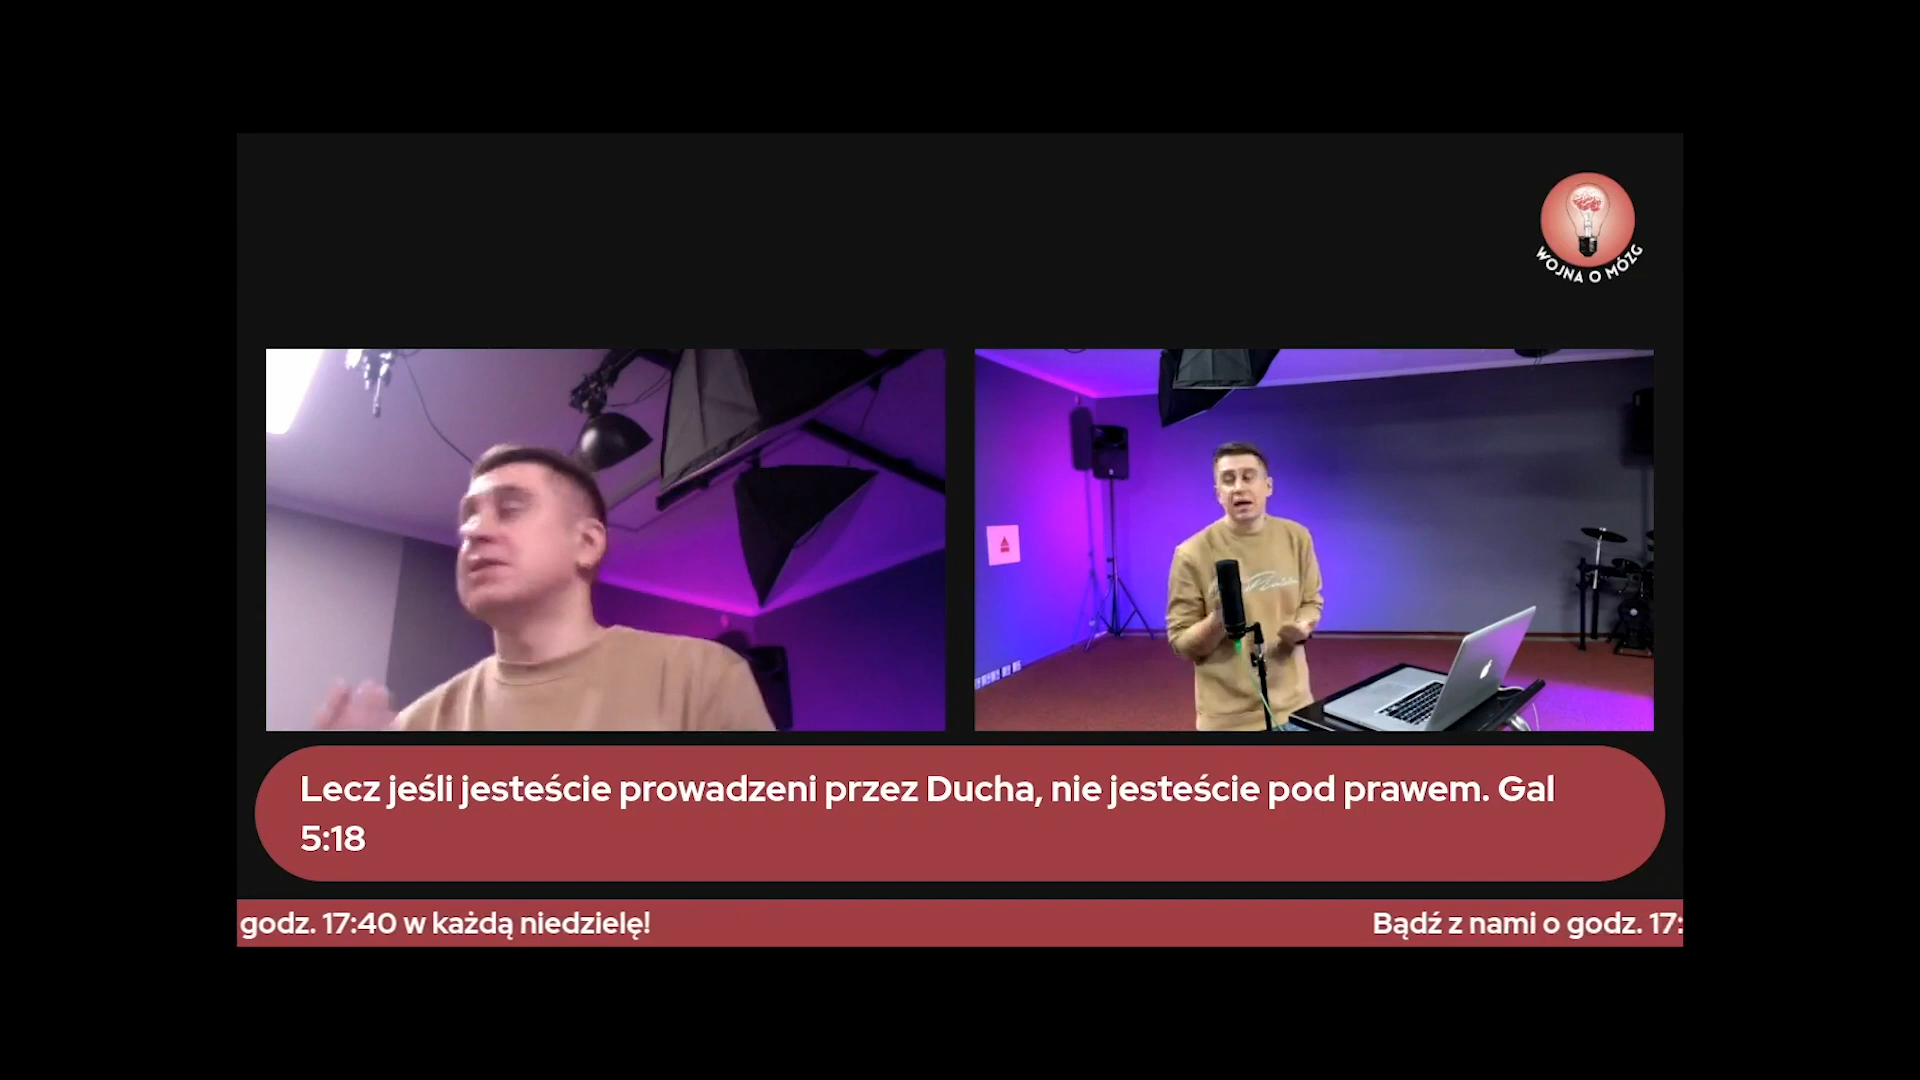 WOJNA O MÓZG
Lecz jeśli jesteście prowadzeni przez Ducha, nie jesteście pod prawem. Gal
5:18
godz. 17:40 w każdą niedzielę!
Bądź z nami o godz. 17: